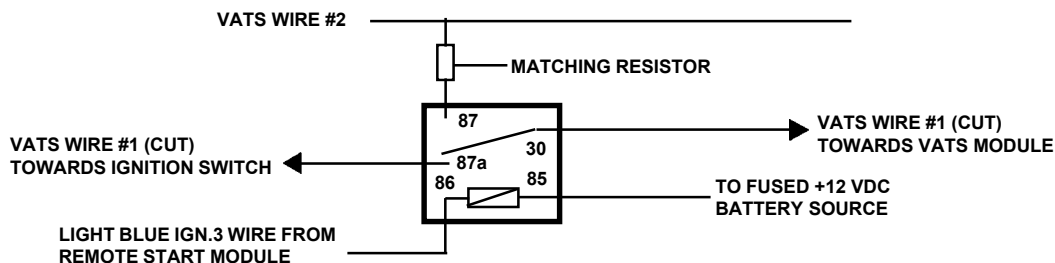 VATS WIRE #2
MATCHING RESISTOR
87
VATS WIRE #1 (CUT)
TOWARDS IGNITION SWITCH
87a
30
VATS WIRE #1 (CUT)
TOWARDS VATS MODULE
86
85
TO FUSED +12 VDC
BATTERY SOURCE
LIGHT BLUE IGN.3 WIRE FROM
REMOTE START MODULE